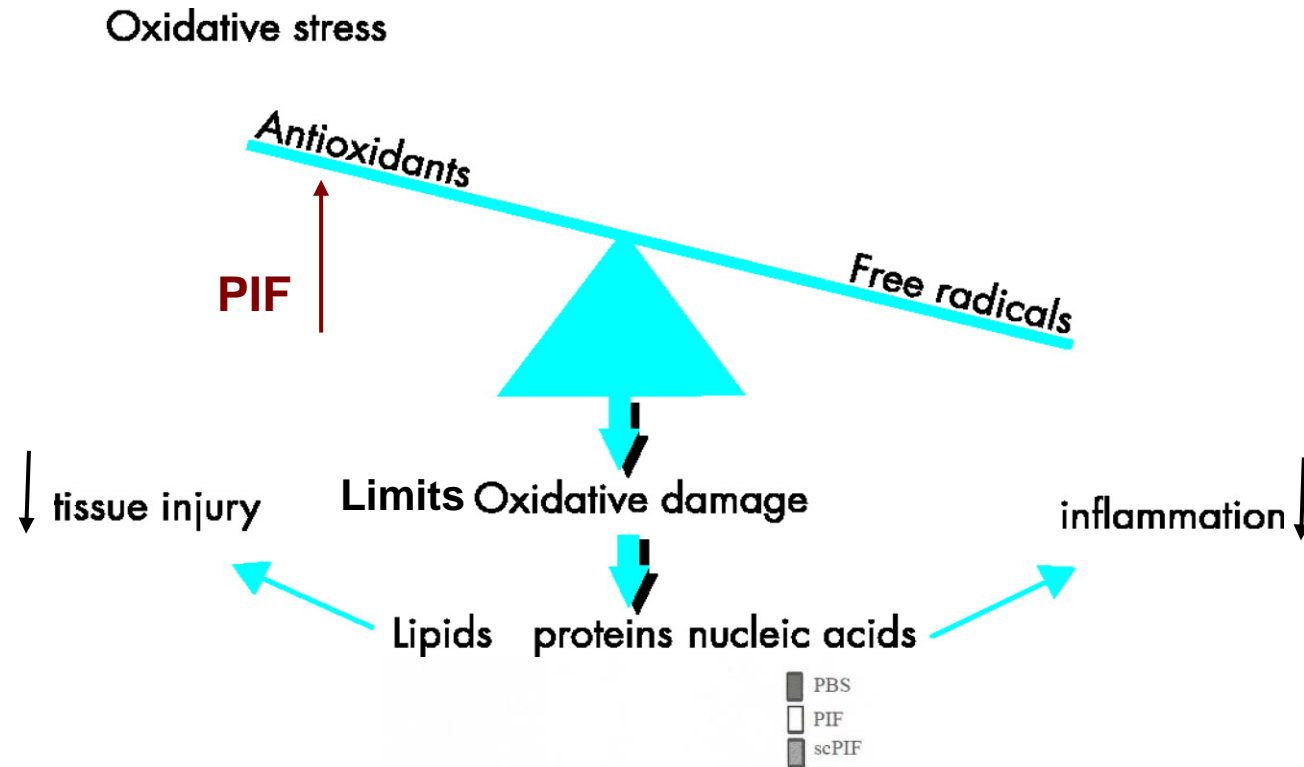 Oxidative stress
Antioxidants
PIF
Free radicals
tissue injury
Limits Oxidative damage
inflammation
Lipids proteins nucleic acids
PBS
PIF
scPIF